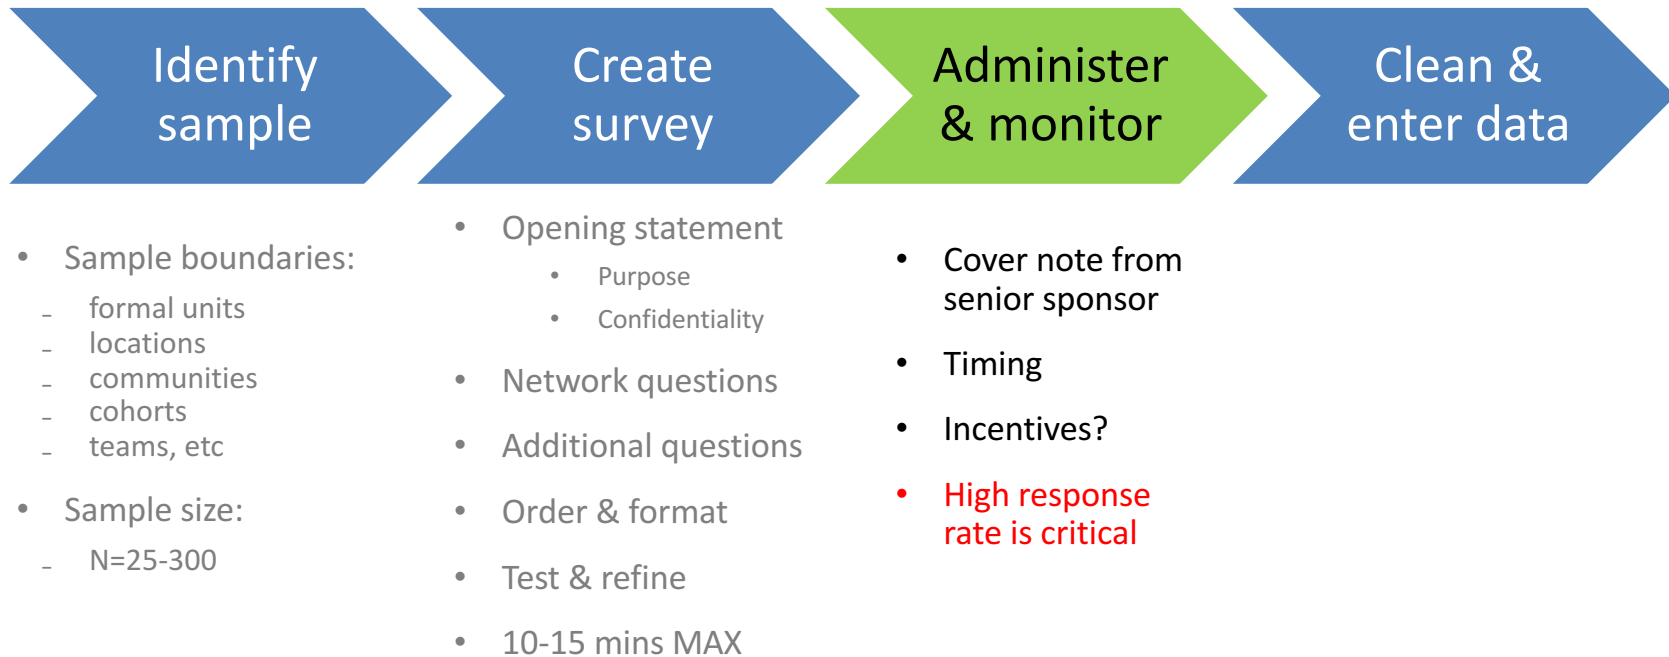 Identify
sample
Create
survey
Administer
& monitor
Clean &
enter data
• Sample boundaries:
- formal units
- locations
- communities
- cohorts
- teams, etc
• Sample size:
- N=25-300
• Opening statement
• Purpose
• Confidentiality
• Network questions
• Additional questions
• Order & format
• Test & refine
• 10-15 mins MAX
• Cover note from
senior sponsor
• Timing
• Incentives?
• High response
rate is critical